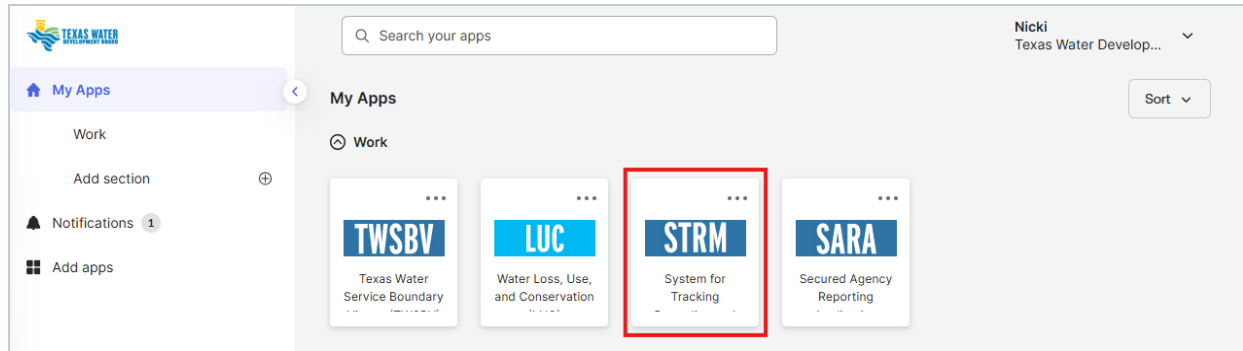 TEXAS WATER
DEVELOPMENT BOARD
Search your apps
Nicki
Texas Water Develop...
My Apps
Work
Add section
Notifications 1
Add apps
My Apps
Sort
Work
TWSBV
Texas Water
Service Boundary
LUC
Water Loss, Use,
and Conservation
STRM
System for
Tracking
SARA
Secured Agency
Reporting